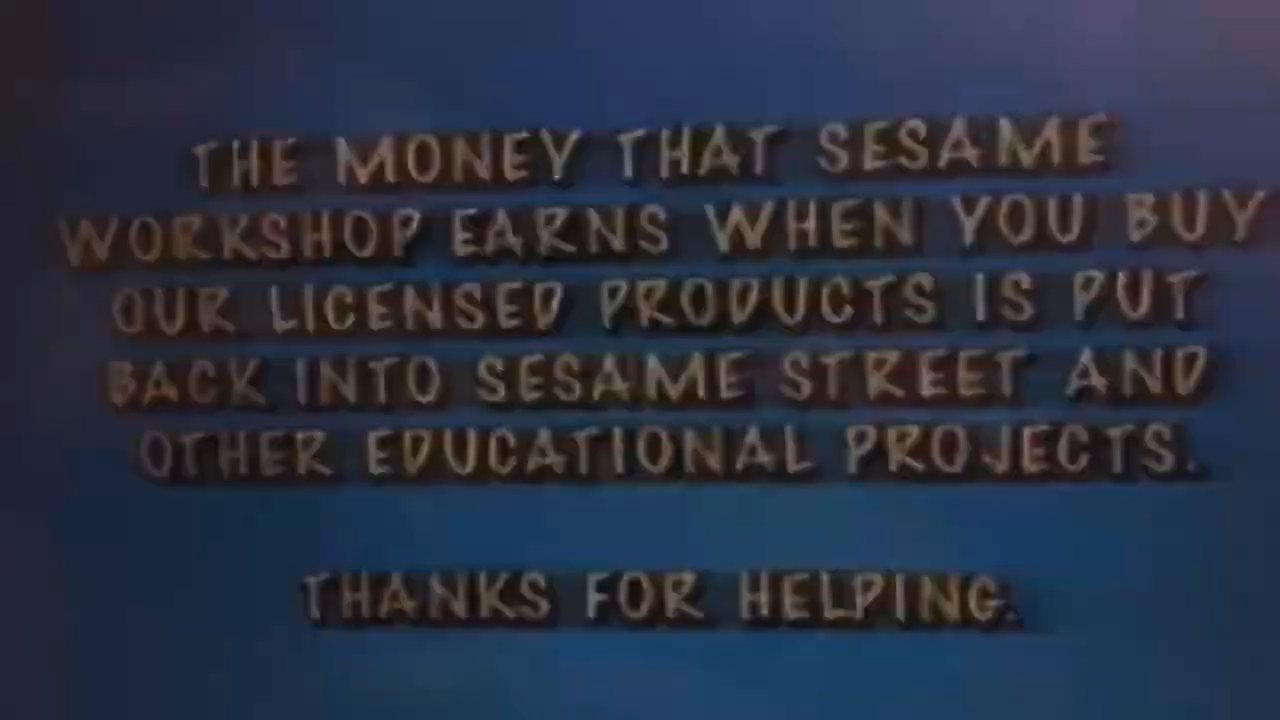 THE MONEY THAT SESAME
WORKSHOP EARNS WHEN YOU BUY
OUR LICENSED PRODUCTS IS PUT
BACK INTO SESAME STREET AND
OTHER EDUCATIONAL PROJECTS.
THANKS FOR HELPING.